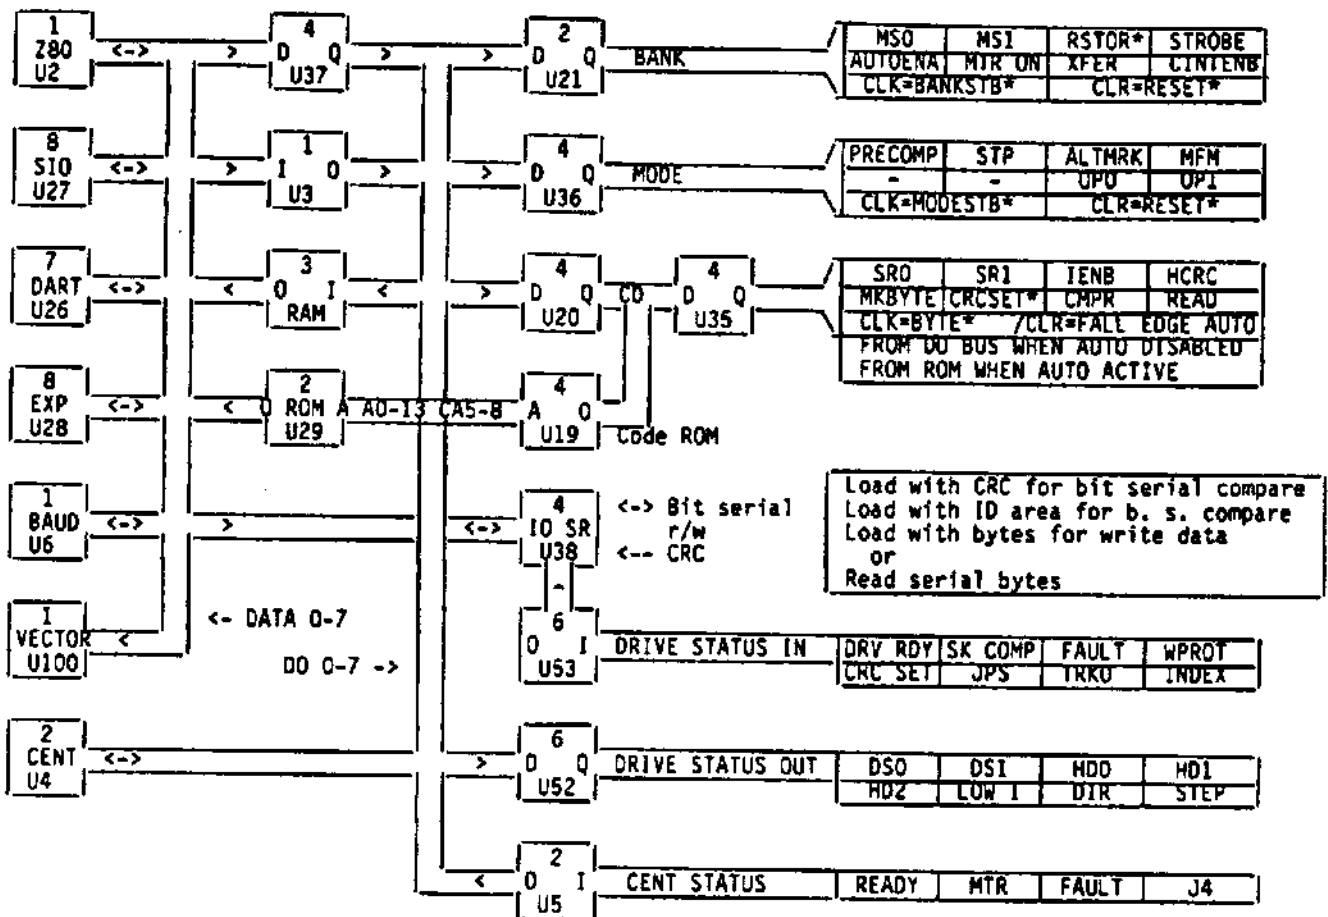 1 4 2 MS0 MS1 RSTOR* STROBE
Z80 <-> > D Q > > D Q BANK AUTOENA MTR ON XFER CINTENB
U2 U37 U21 CLK=BANKSTB* CLR=RESET*
8 1 4 PRECOMP STP ALTMRK MFM
SIO <-> > I O > > D Q MODE - - OP0 OP1
U27 U3 U36 CLK=MODESTB* CLR=RESET*
7 3 4 4 SR0 SR1 IENB HCRC
DART <-> < O I < > D Q CD D Q MKBYTE CRCSET* CMPR READ
U26 RAM U20 U35 CLK=BYTE* /CLR=FALL EDGE AUTO
FROM DO BUS WHEN AUTO DISABLED
FROM ROM WHEN AUTO ACTIVE
8 2 4
EXP <-> < O ROM A A0-13 CA5-8 A O
U28 U29 U19 Code ROM
1 4 <-> Bit serial
BAUD <-> > <-> IO SR r/w
U6 U38 <-- CRC
Load with CRC for bit serial compare
Load with ID area for b. s. compare
Load with bytes for write data
or
Read serial bytes
1 <- DATA 0-7 6
VECTOR < O I DRIVE STATUS IN DRV RDY SK COMP FAULT WPROT
U100 DO 0-7 -> U53 CRC SET JPS TRK0 INDEX
2 6
CENT <-> > D Q DRIVE STATUS OUT DS0 DS1 HD0 HD1
U4 U52 HD2 LOW I DIR STEP
2
< O I CENT STATUS READY MTR FAULT J4
U5